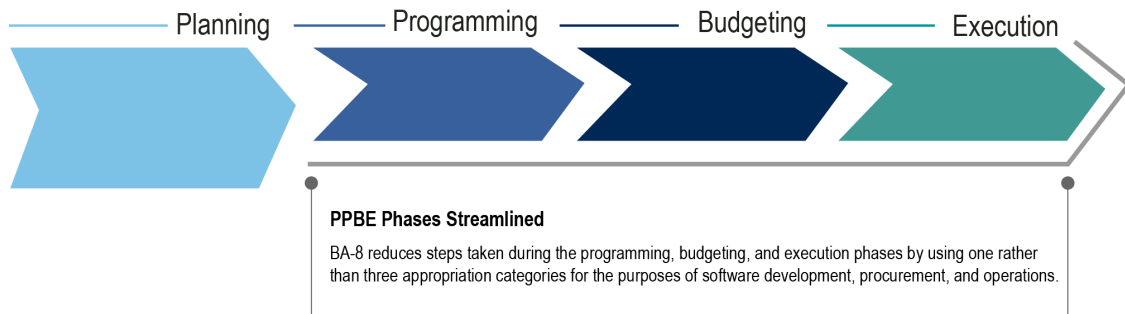 Planning
Programming
Budgeting
Execution
PPBE Phases Streamlined
BA-8 reduces steps taken during the programming, budgeting, and execution phases by using one rather
than three appropriation categories for the purposes of software development, procurement, and operations.